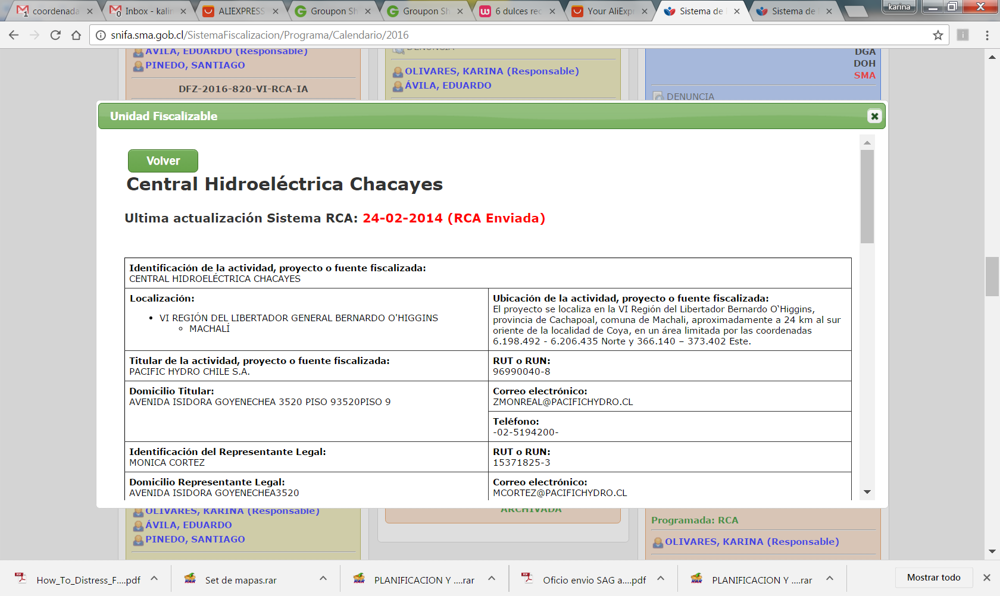 karina
coordenada
Inbox - kalin
ALIEXPRESS
Groupon Sh
Groupon Sh
6 dulces rec
Your AliExpr
Sistema de
Sistema de
snifa.sma.gob.cl/SistemaFiscalizacion/Programa/Calendario/2016
ÁVILA, EDUARDO (Responsable)
PINEDO, SANTIAGO
DFZ-2016-820-VI-RCA-IA
DENUNCIA
OLIVARES, KARINA (Responsable)
ÁVILA, EDUARDO
DGA
DOH
SMA
DENUNCIA
Unidad Fiscalizable
Volver
Central Hidroeléctrica Chacayes
Ultima actualización Sistema RCA: 24-02-2014 (RCA Enviada)
Identificación de la actividad, proyecto o fuente fiscalizada:
CENTRAL HIDROELÉCTRICA CHACAYES
Localización:
• VI REGIÓN DEL LIBERTADOR GENERAL BERNARDO O'HIGGINS
◦ MACHALÍ
Ubicación de la actividad, proyecto o fuente fiscalizada:
El proyecto se localiza en la VI Región del Libertador Bernardo O‘Higgins,
provincia de Cachapoal, comuna de Machali, aproximadamente a 24 km al sur
oriente de la localidad de Coya, en un área limitada por las coordenadas
6.198.492 - 6.206.435 Norte y 366.140 – 373.402 Este.
Titular de la actividad, proyecto o fuente fiscalizada:
PACIFIC HYDRO CHILE S.A.
RUT o RUN:
96990040-8
Domicilio Titular:
AVENIDA ISIDORA GOYENECHEA 3520 PISO 93520PISO 9
Correo electrónico:
ZMONREAL@PACIFICHYDRO.CL
Teléfono:
-02-5194200-
Identificación del Representante Legal:
MONICA CORTEZ
RUT o RUN:
15371825-3
Domicilio Representante Legal:
AVENIDA ISIDORA GOYENECHEA3520
Correo electrónico:
MCORTEZ@PACIFICHYDRO.CL
OLIVARES, KARINA (Responsable)
ÁVILA, EDUARDO
PINEDO, SANTIAGO
ARCHIVADA
Programada: RCA
OLIVARES, KARINA (Responsable)
How_To_Distress_F....pdf
Set de mapas.rar
PLANIFICACION Y ....rar
Oficio envio SAG a....pdf
PLANIFICACION Y ....rar
Mostrar todo